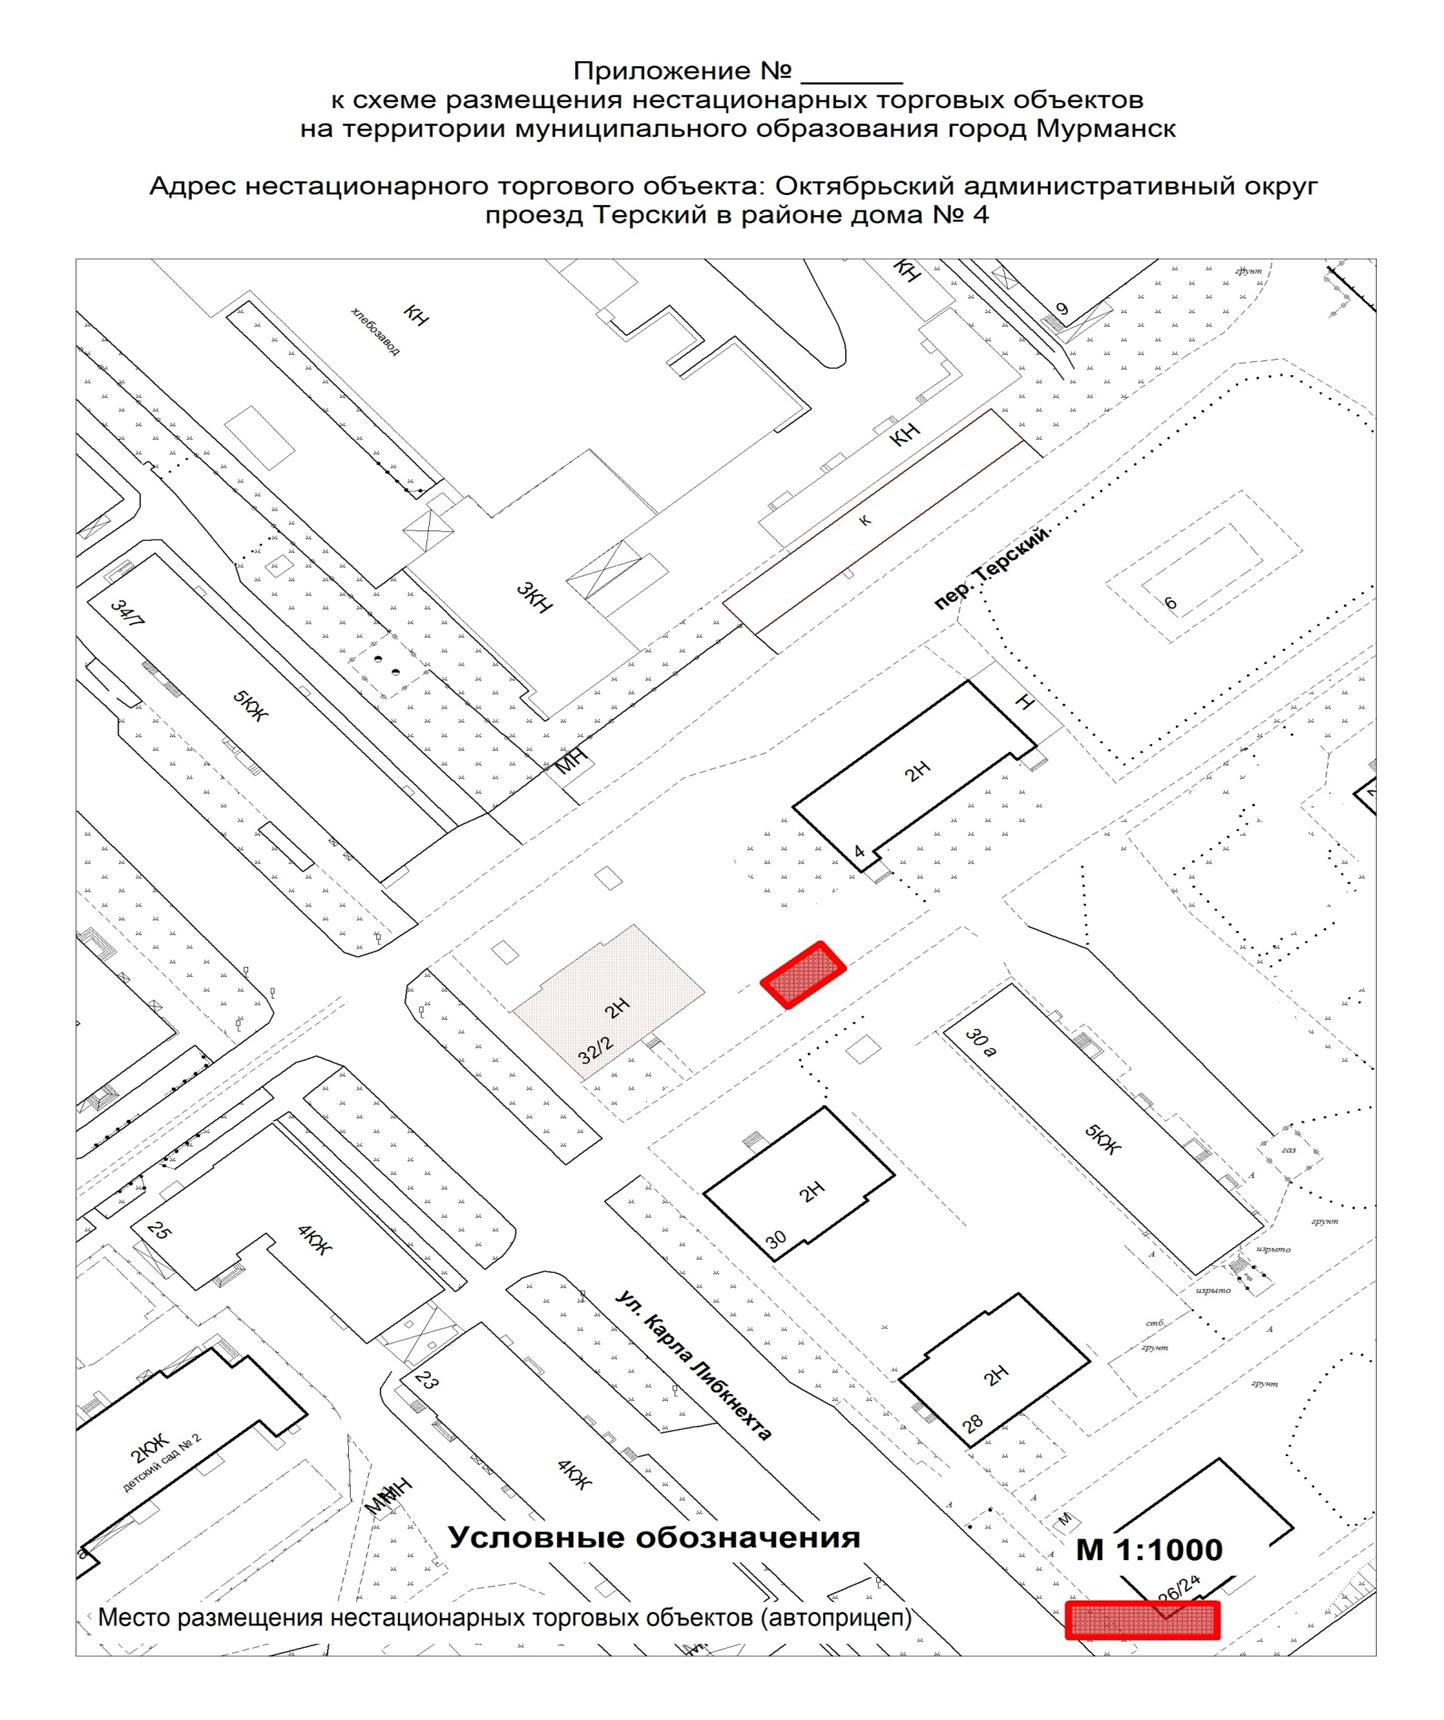 Приложение № _______
к схеме размещения нестационарных торговых объектов
на территории муниципального образования город Мурманск
Адрес нестационарного торгового объекта: Октябрьский административный округ
проезд Терский в районе дома № 4
КН
грунт
КН
хлебозавод
9
КН
К
пер. Терский
3КН
6
34/7
5КЖ
Н
МН
2Н
4
2Н
32/2
30 а
5КЖ
газ
А
2Н
30
грунт
25
4КЖ
А
изрыто
изрыто
ул. Карла Либкнехта
стб.
А
грунт
23
2Н
28
грунт
2КЖ
детский сад № 2
4КЖ
МН
А
А
М
Условные обозначения
М 1:1000
А
26/24
Место размещения нестационарных торговых объектов (автоприцеп)